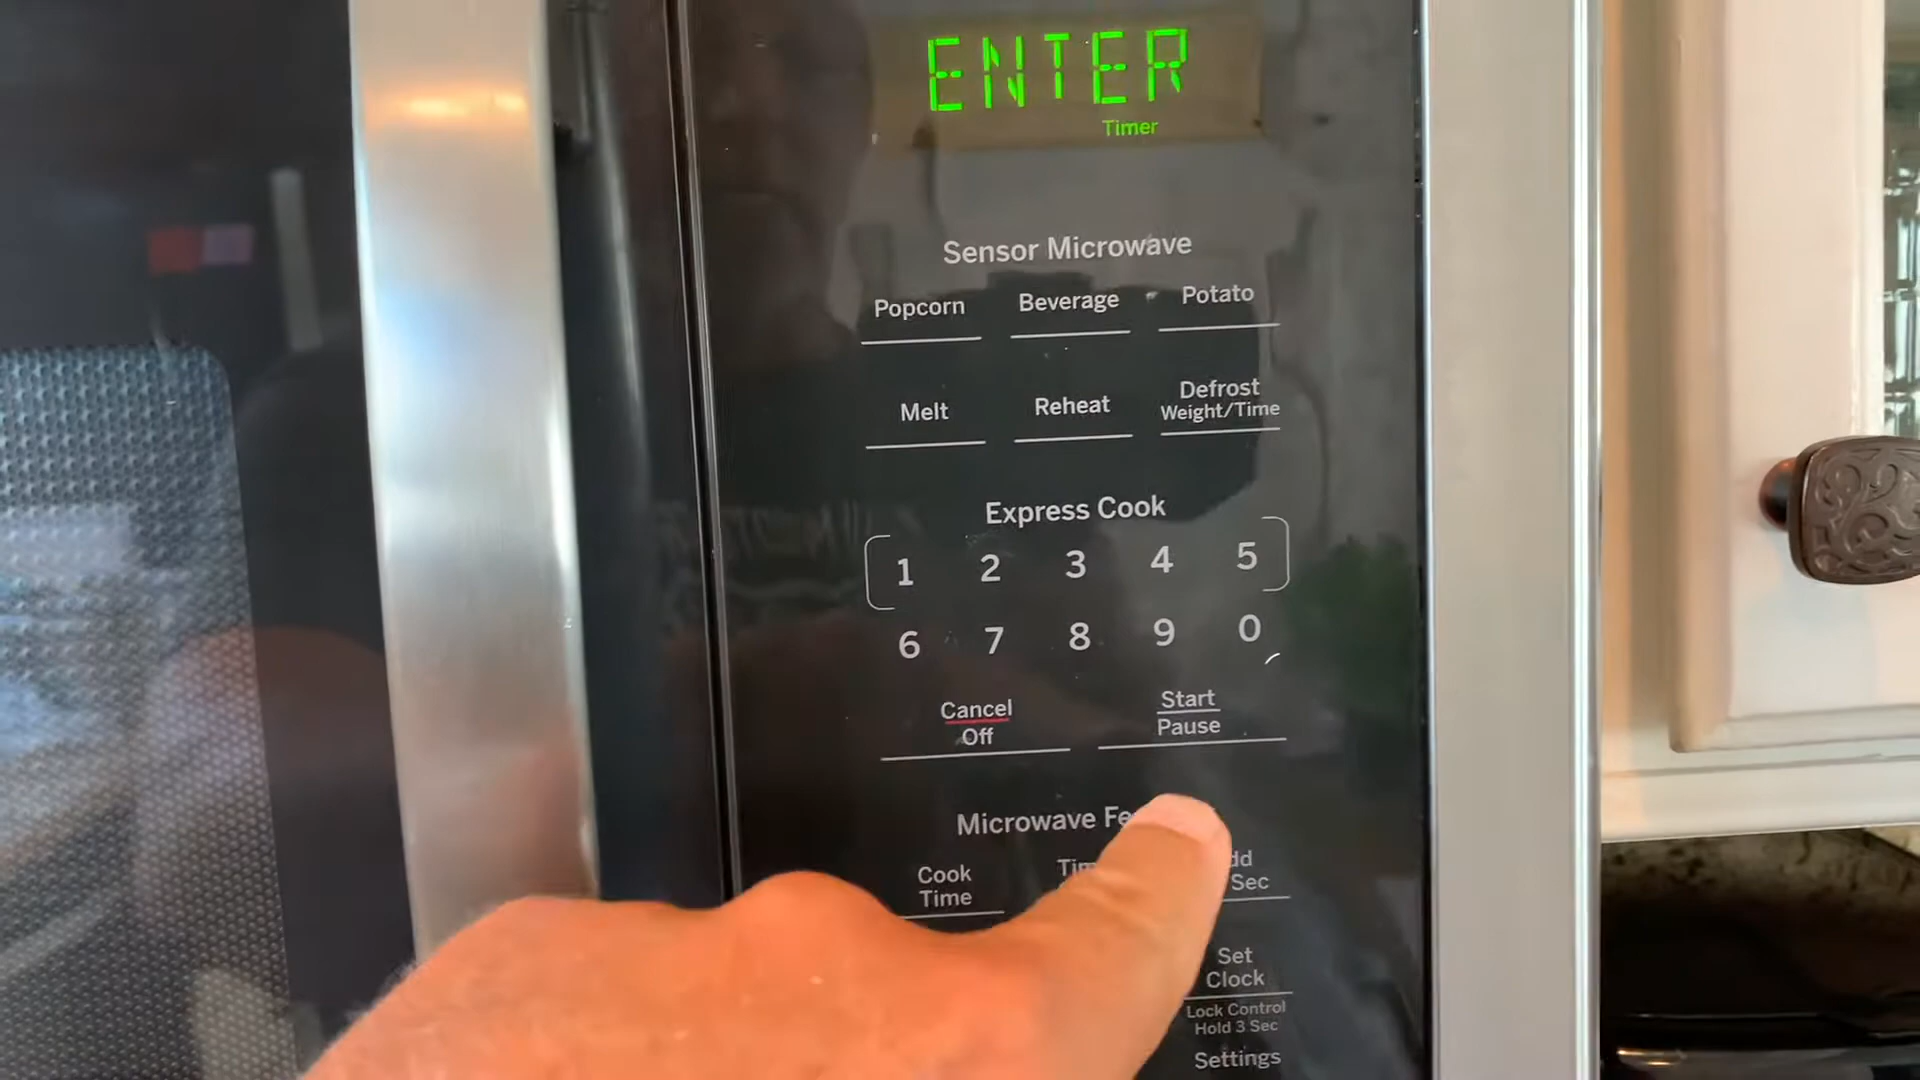 ENTER
Timer
Sensor Microwave
Popcorn Beverage Potato
Melt Reheat Defrost
Weight/Time
Express Cook
1 2 3 4 5
6 7 8 9 0
Cancel Start
Off Pause
Microwave
Cook
Time Sec
Set
Clock
Lock Control
Hold 3 Sec
Settings